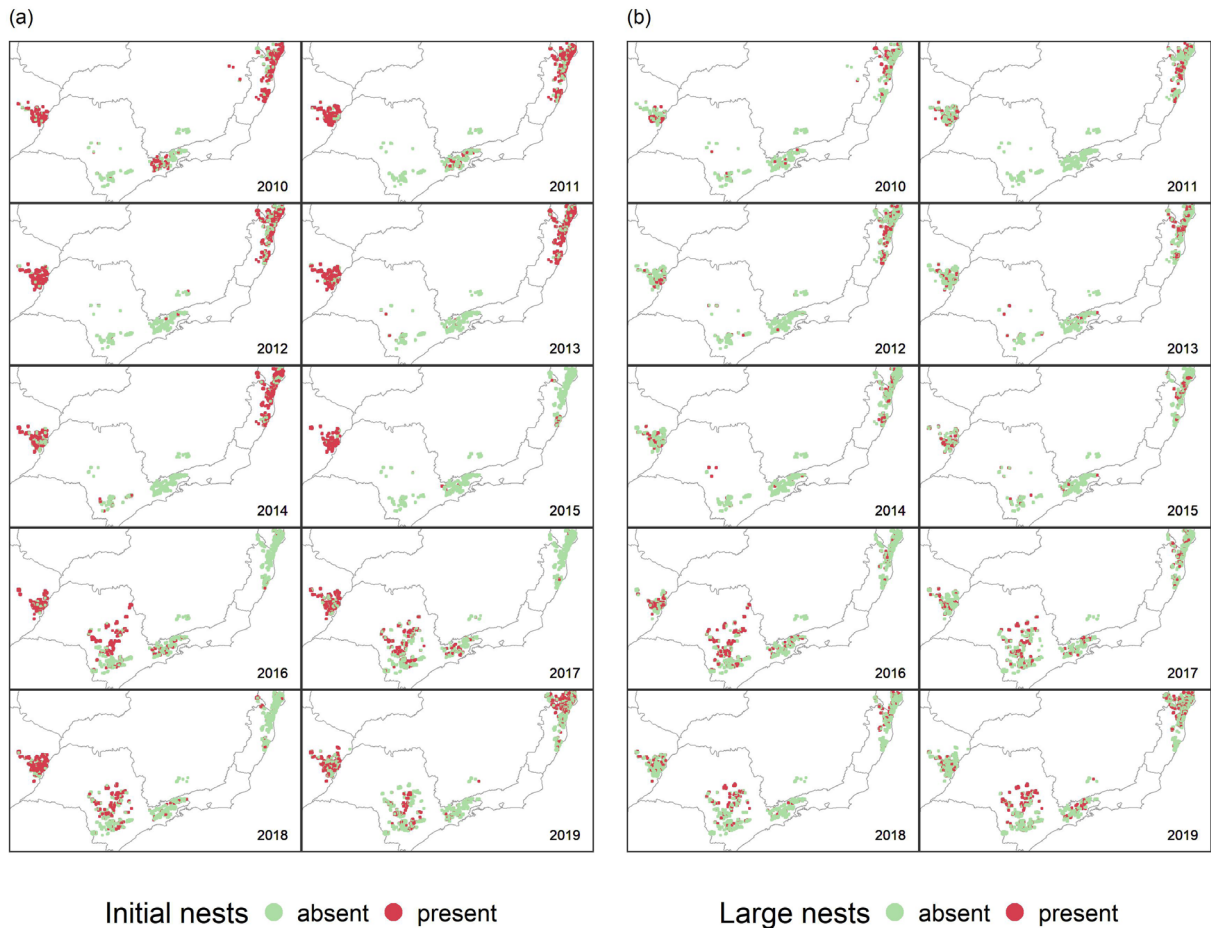 (a) (b)
2010 2011 2010 2011
2012 2013 2012 2013
2014 2015 2014 2015
2016 2017 2016 2017
2018 2019 2018 2019
Initial nests absent present Large nests absent present